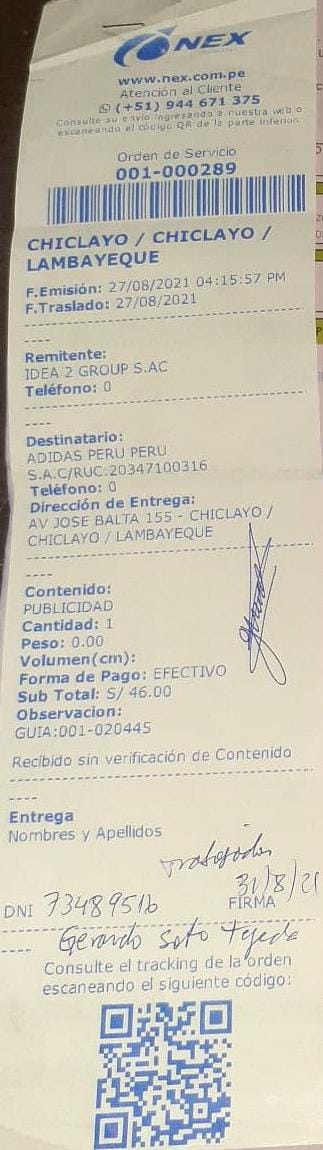 NEX
www.nex.com.pe
Atención al Cliente
(+51) 944 671 375
Consulte su envio ingresando a nuestra web o
escaneando el código QR de la parte inferior
Orden de Servicio
001-000289
CHICLAYO / CHICLAYO /
LAMBAYEQUE
F.Emisión: 27/08/2021 04:15:57 PM
F.Traslado: 27/08/2021
----
Remitente:
IDEA 2 GROUP S.AC
Teléfono: 0
----
Destinatario:
ADIDAS PERU PERU
S.A.C/RUC:20347100316
Teléfono: 0
Dirección de Entrega:
AV JOSE BALTA 155 - CHICLAYO /
CHICLAYO / LAMBAYEQUE
----
Contenido:
PUBLICIDAD
Cantidad: 1
Peso: 0.00
Volumen(cm):
Forma de Pago: EFECTIVO
Sub Total: S/ 46.00
Observacion:
GUIA:001-020445
Recibido sin verificación de Contenido
----
Entrega
Nombres y Apellidos
31/8/21
DNI 73489516 FIRMA
---- Gerardo Soto Tejeda
Consulte el tracking de la orden
escaneando el siguiente código: